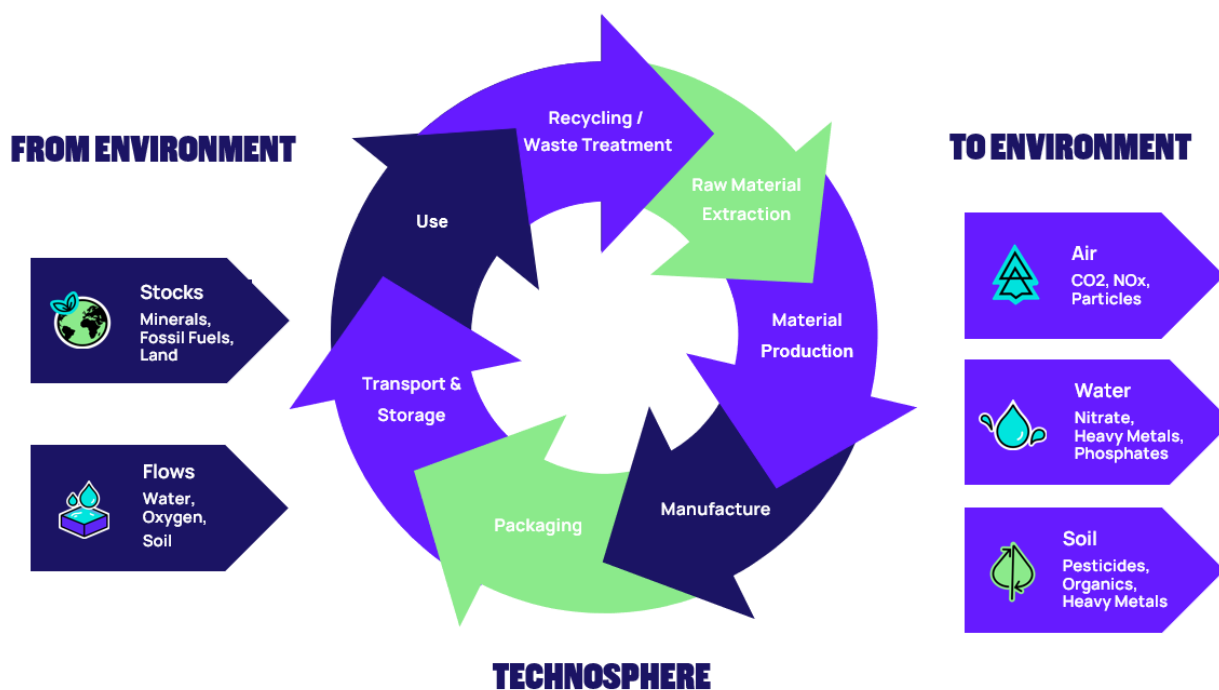 FROM ENVIRONMENT
Stocks
Minerals,
Fossil Fuels,
Land
Flows
Water,
Oxygen,
Soil
Recycling /
Waste Treatment
Raw Material
Extraction
Material
Production
Manufacture
Packaging
Transport &
Storage
Use
TECHNOSPHERE
TO ENVIRONMENT
Air
CO2, NOx,
Particles
Water
Nitrate,
Heavy Metals,
Phosphates
Soil
Pesticides,
Organics,
Heavy Metals